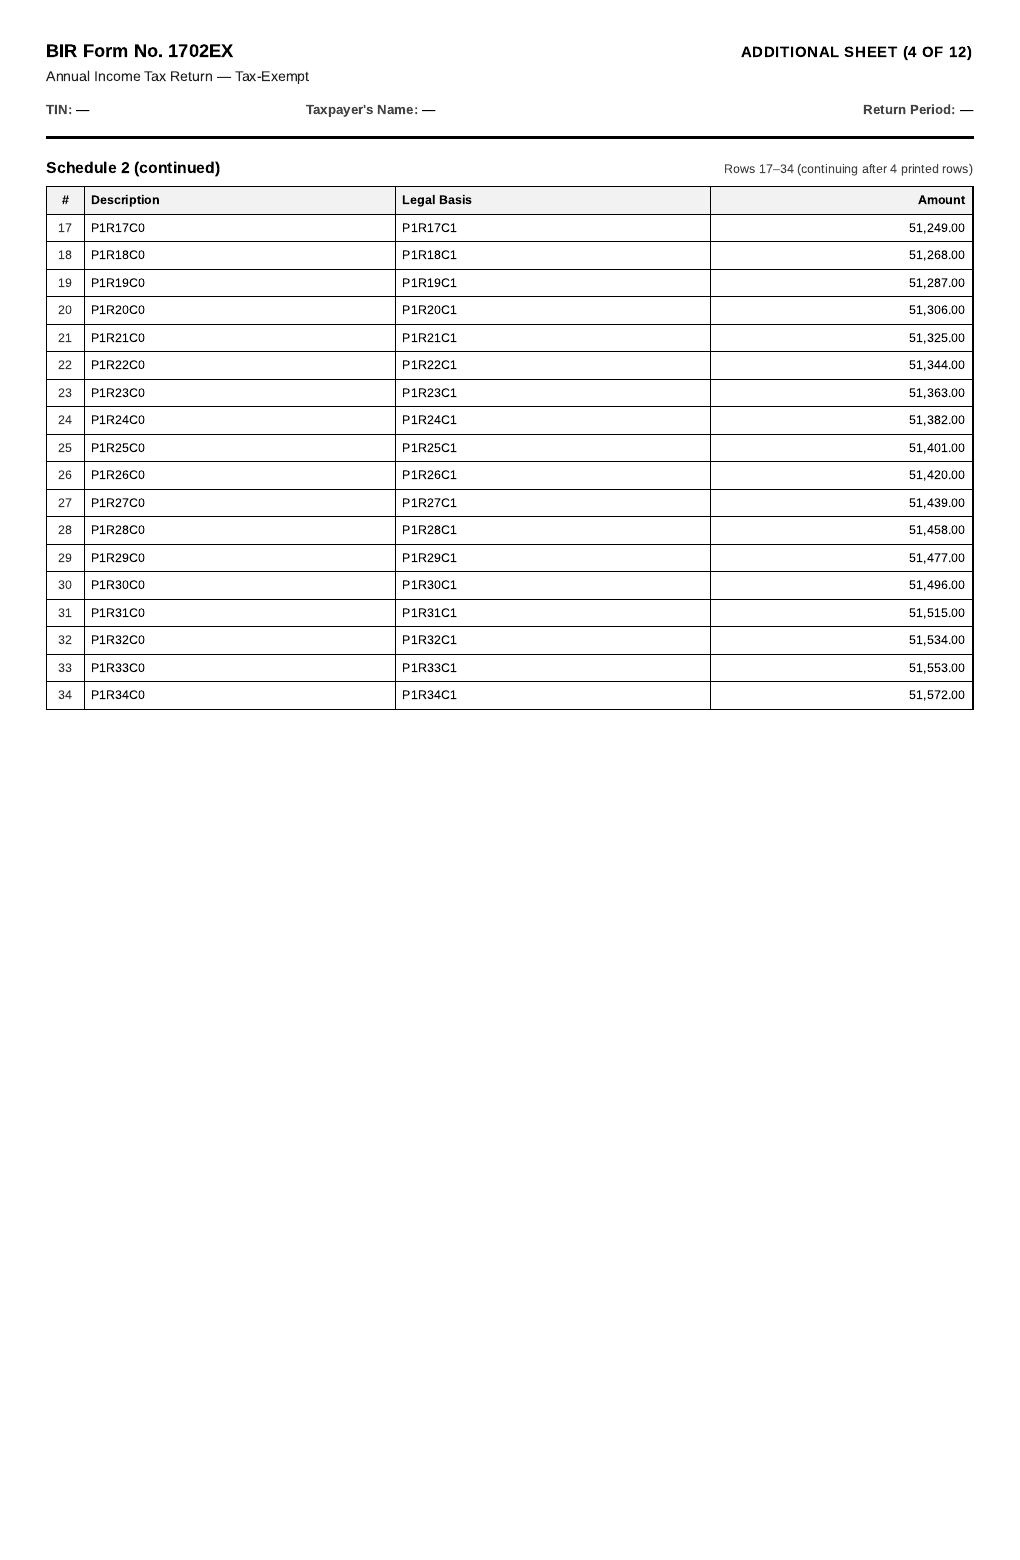 BIR Form No. 1702EX
ADDITIONAL SHEET (4 OF 12)
Annual Income Tax Return — Tax-Exempt
TIN: — Taxpayer's Name: — Return Period: —
Schedule 2 (continued)
Rows 17–34 (continuing after 4 printed rows)
# Description Legal Basis Amount
17 P1R17C0 P1R17C1 51,249.00
18 P1R18C0 P1R18C1 51,268.00
19 P1R19C0 P1R19C1 51,287.00
20 P1R20C0 P1R20C1 51,306.00
21 P1R21C0 P1R21C1 51,325.00
22 P1R22C0 P1R22C1 51,344.00
23 P1R23C0 P1R23C1 51,363.00
24 P1R24C0 P1R24C1 51,382.00
25 P1R25C0 P1R25C1 51,401.00
26 P1R26C0 P1R26C1 51,420.00
27 P1R27C0 P1R27C1 51,439.00
28 P1R28C0 P1R28C1 51,458.00
29 P1R29C0 P1R29C1 51,477.00
30 P1R30C0 P1R30C1 51,496.00
31 P1R31C0 P1R31C1 51,515.00
32 P1R32C0 P1R32C1 51,534.00
33 P1R33C0 P1R33C1 51,553.00
34 P1R34C0 P1R34C1 51,572.00